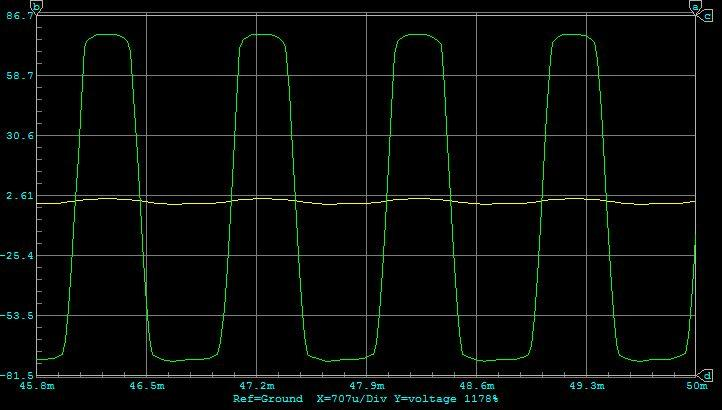 b a
86.7 c
58.7
30.6
2.61
-25.4
-53.5
-81.5 d
45.8m 46.5m 47.2m 47.9m 48.6m 49.3m 50m
Ref=Ground X=707u/Div Y=voltage 1178%